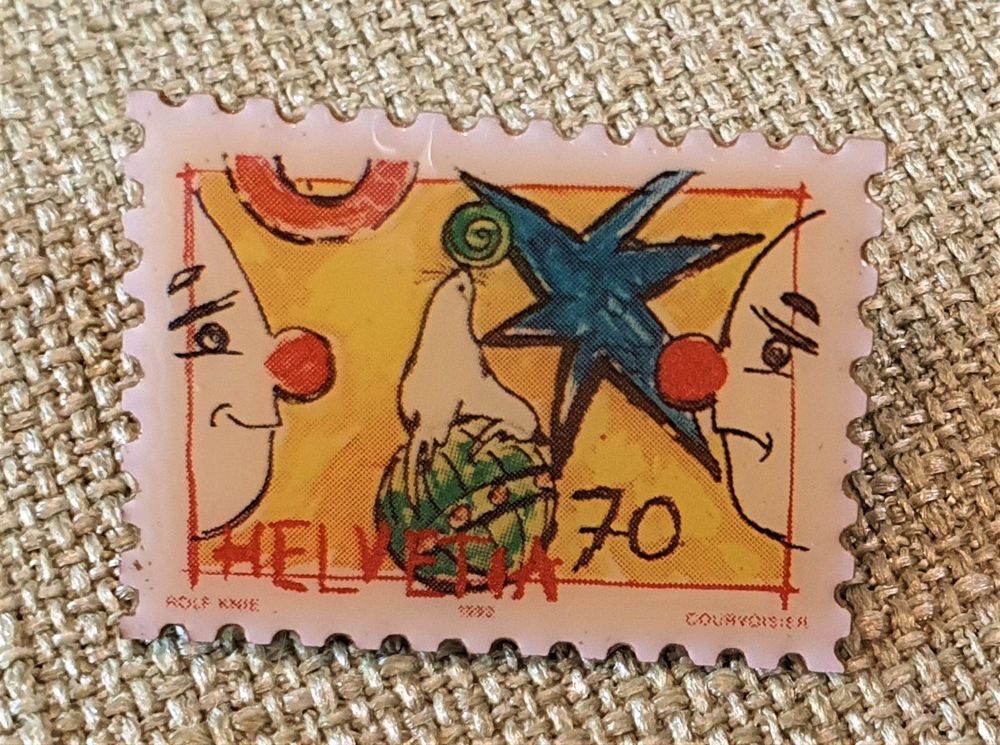 HELVETIA
70
ROLF KNIE
COURVOISIER